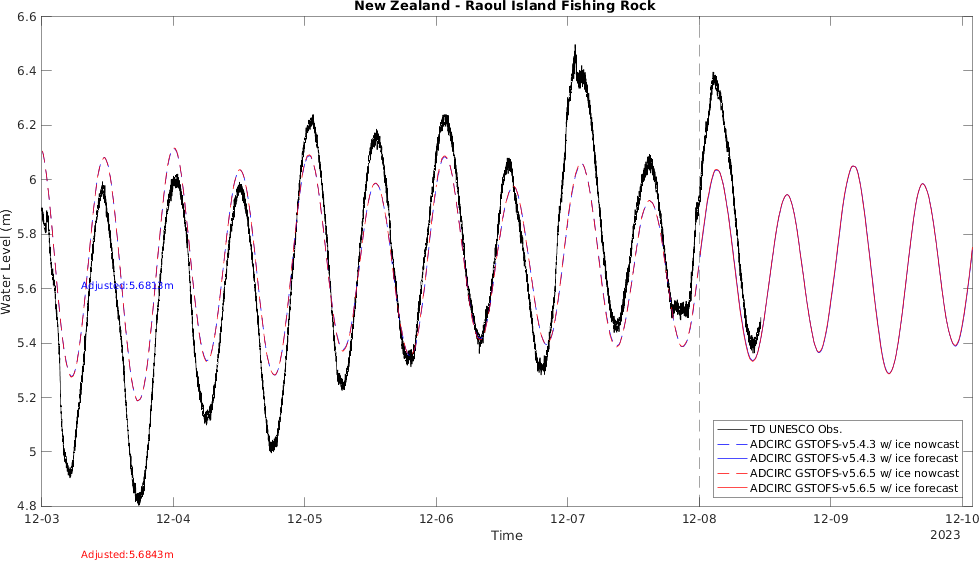 New Zealand - Raoul Island Fishing Rock
6.6
6.4
6.2
6
5.8
5.6
5.4
5.2
5
4.8
Water Level (m)
Adjusted:5.6813m
TD UNESCO Obs.
ADCIRC GSTOFS-v5.4.3 w/ ice nowcast
ADCIRC GSTOFS-v5.4.3 w/ ice forecast
ADCIRC GSTOFS-v5.6.5 w/ ice nowcast
ADCIRC GSTOFS-v5.6.5 w/ ice forecast
12-03 12-04 12-05 12-06 12-07 12-08 12-09 12-10
Time
2023
Adjusted:5.6843m